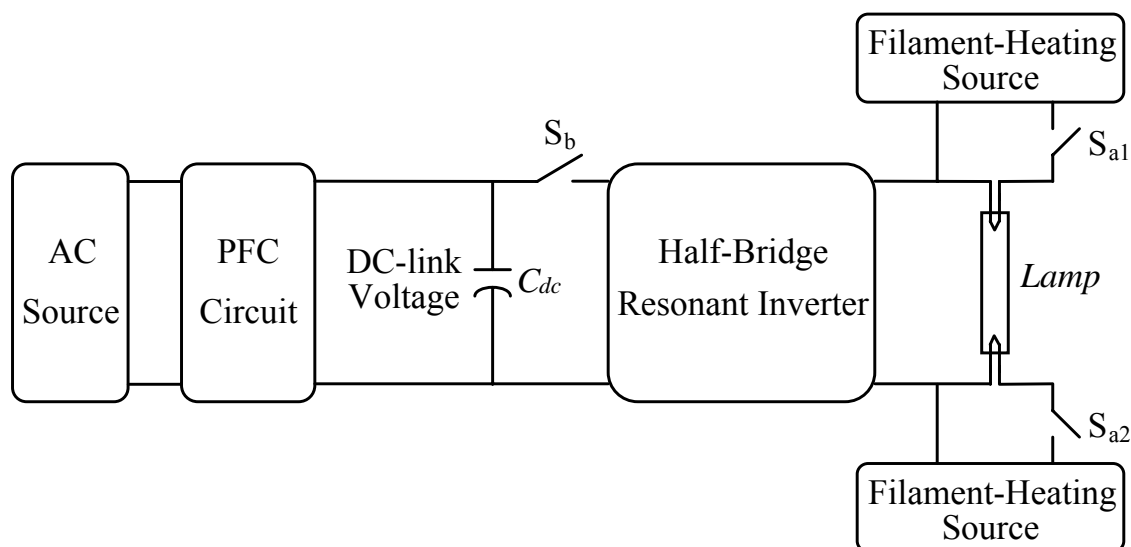 Filament-Heating
Source
S_b
S_a1
AC
Source
PFC
Circuit
DC-link
Voltage
C_dc
Half-Bridge
Resonant Inverter
Lamp
S_a2
Filament-Heating
Source